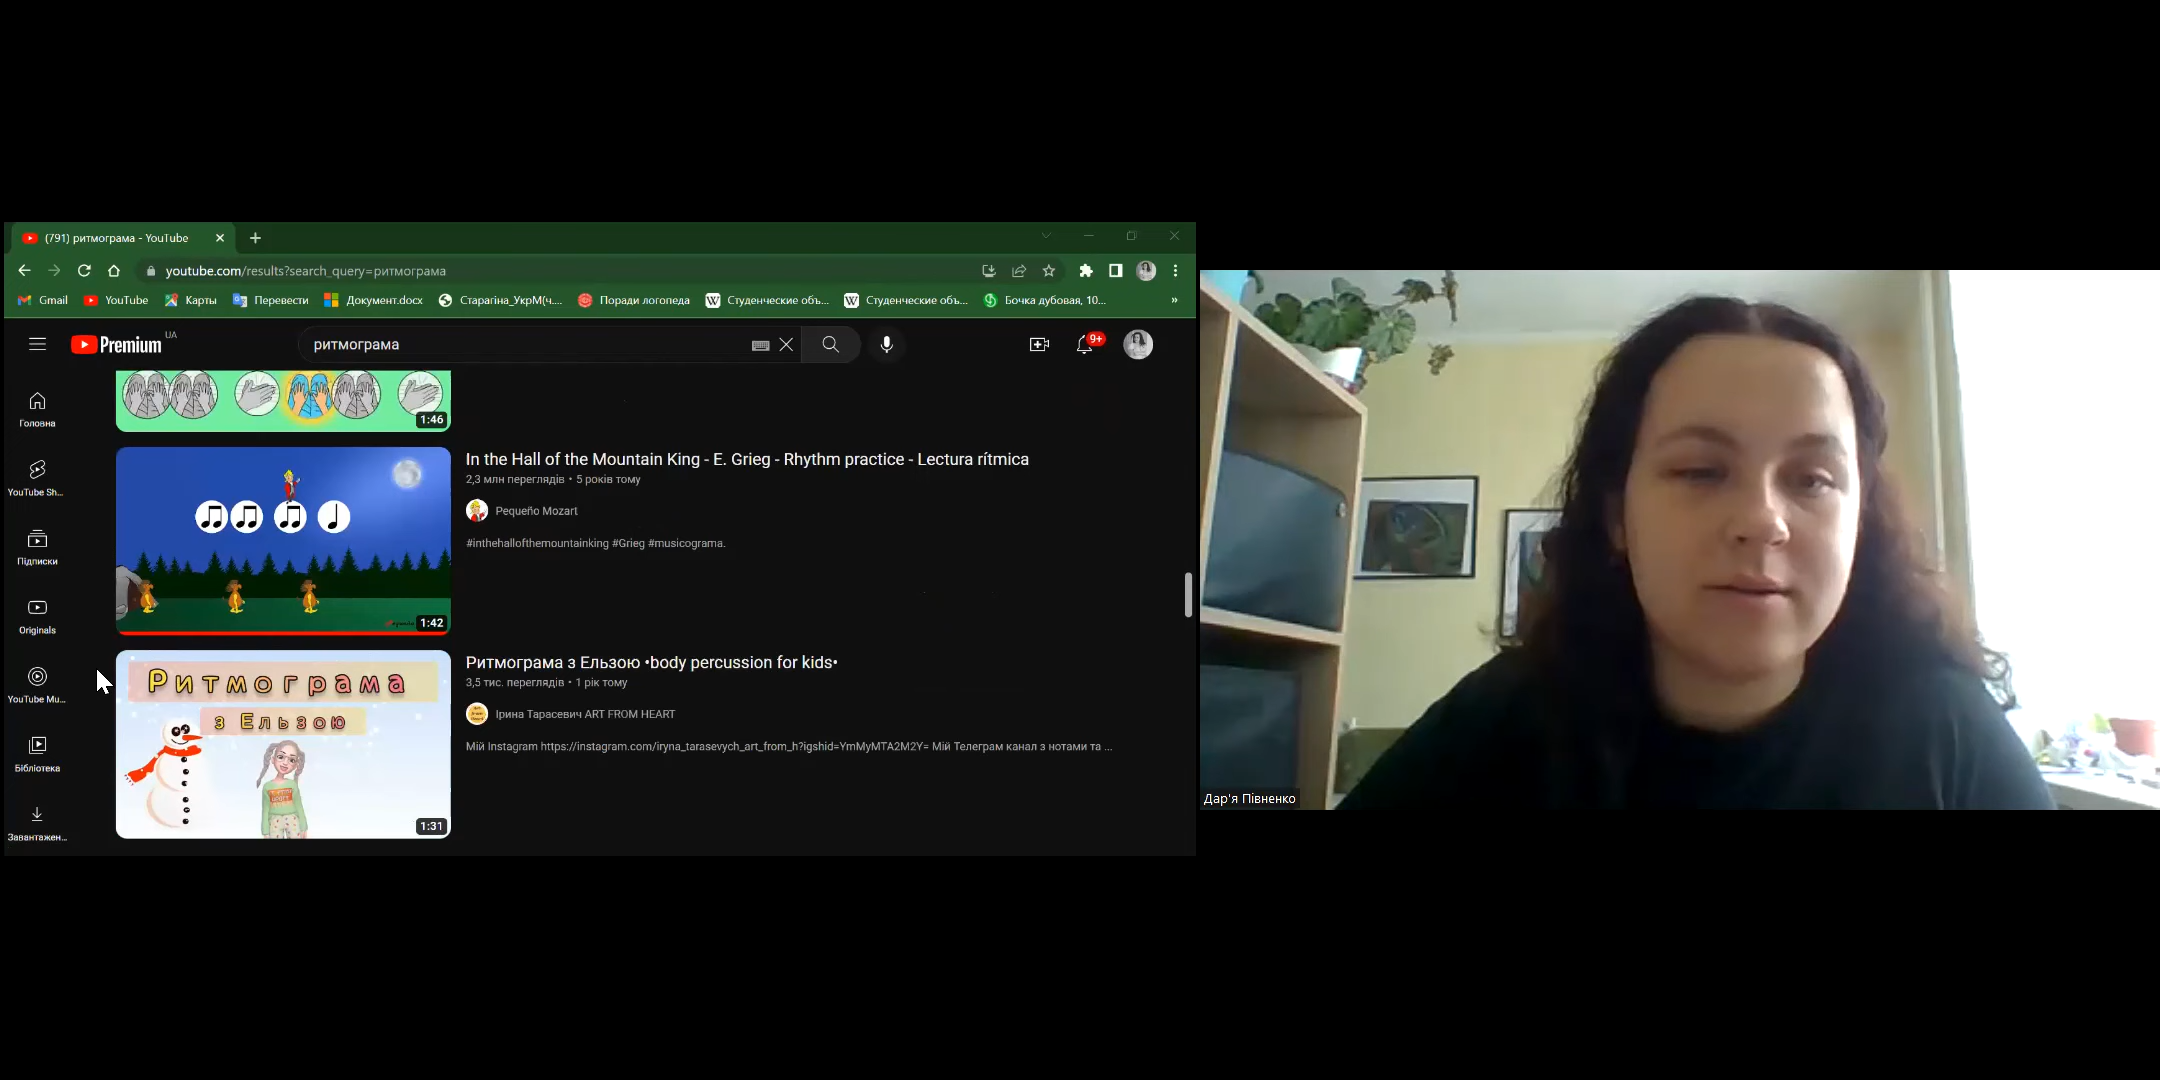 (791) ритмограма - YouTube
youtube.com/results?search_query=ритмограма
Gmail YouTube Карты Перевести Документ.docx Старагіна_УкрМ(ч.... Поради логопеда Студенческие объ... Студенческие объ... Бочка дубовая, 10... »
Premium UA
ритмограма
9+
Головна
YouTube Sh...
Підписки
Originals
YouTube Mu...
Бібліотека
Завантажен...
1:46
In the Hall of the Mountain King - E. Grieg - Rhythm practice - Lectura rítmica
2,3 млн переглядів • 5 років тому
Pequeño Mozart
#inthehallofthemountainking #Grieg #musicograma.
1:42
Ритмограма
з Ельзою
1:31
Ритмограма з Ельзою •body percussion for kids•
3,5 тис. переглядів • 1 рік тому
Ірина Тарасевич ART FROM HEART
Мій Instagram https://instagram.com/iryna_tarasevych_art_from_h?igshid=YmMyMTA2M2Y= Мій Телеграм канал з нотами та ...
Дар'я Півненко